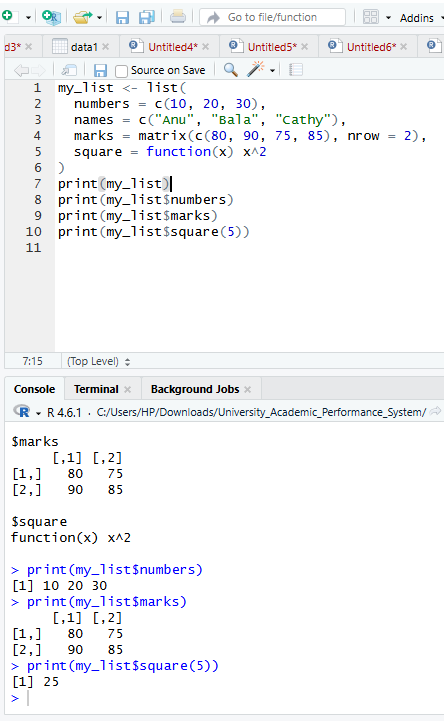 Go to file/function
Addins
d3*
data1
Untitled4*
Untitled5*
Untitled6*
Source on Save
1 my_list <- list(
2   numbers = c(10, 20, 30),
3   names = c("Anu", "Bala", "Cathy"),
4   marks = matrix(c(80, 90, 75, 85), nrow = 2),
5   square = function(x) x^2
6 )
7 print(my_list)
8 print(my_list$numbers)
9 print(my_list$marks)
10 print(my_list$square(5))
11
7:15 (Top Level)
Console Terminal Background Jobs
R 4.6.1 · C:/Users/HP/Downloads/University_Academic_Performance_System/
$marks
     [,1] [,2]
[1,]   80   75
[2,]   90   85
$square
function(x) x^2
> print(my_list$numbers)
[1] 10 20 30
> print(my_list$marks)
     [,1] [,2]
[1,]   80   75
[2,]   90   85
> print(my_list$square(5))
[1] 25
>